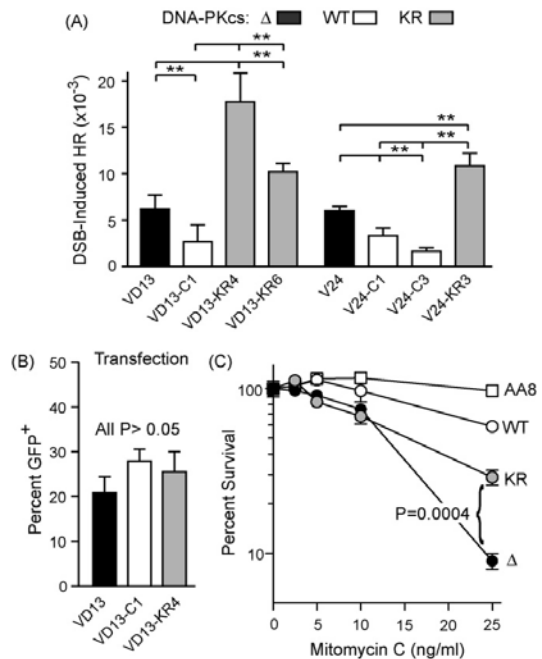 (A)
DNA-PKcs: Δ WT KR
DSB-Induced HR (x10⁻³)
20
15
10
5
0
**
**
**
**
**
**
VD13
VD13-C1
VD13-KR4
VD13-KR6
V24
V24-C1
V24-C3
V24-KR3
(B)
Transfection
All P> 0.05
Percent GFP⁺
50
40
30
20
10
0
VD13
VD13-C1
VD13-KR4
(C)
Percent Survival
100
10
AA8
WT
KR
P=0.0004
Δ
0 5 10 15 20 25
Mitomycin C (ng/ml)